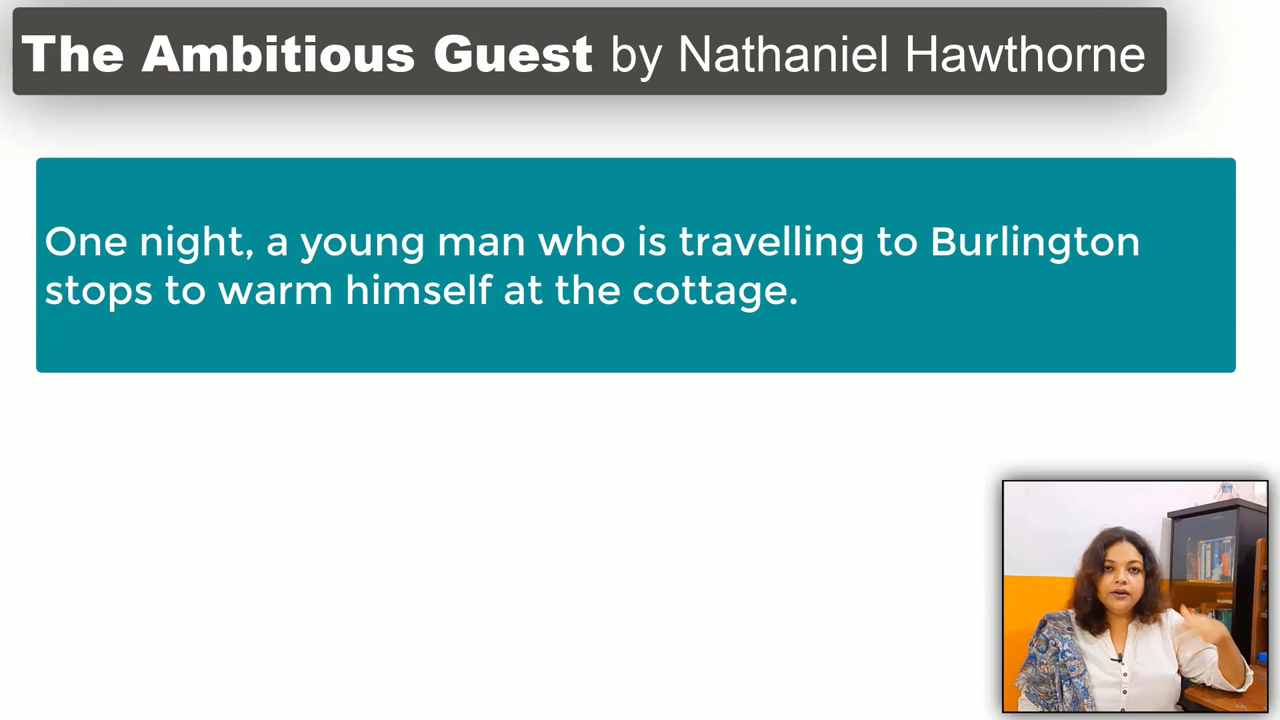 The Ambitious Guest by Nathaniel Hawthorne
One night, a young man who is travelling to Burlington
stops to warm himself at the cottage.